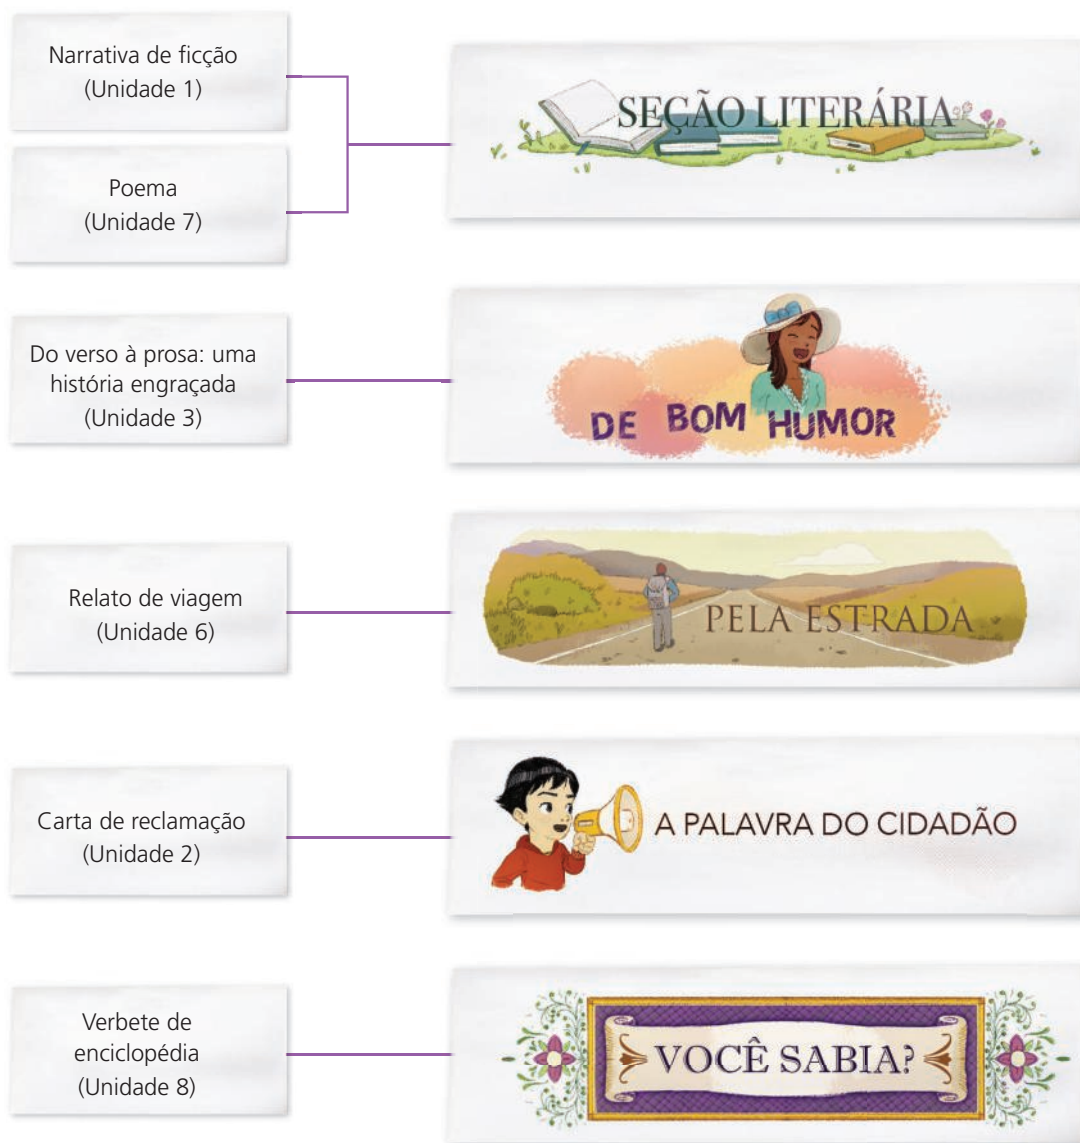 Narrativa de ficção
(Unidade 1)
Poema
(Unidade 7)
SEÇÃO LITERÁRIA
Do verso à prosa: uma
história engraçada
(Unidade 3)
DE BOM HUMOR
Relato de viagem
(Unidade 6)
PELA ESTRADA
Carta de reclamação
(Unidade 2)
A PALAVRA DO CIDADÃO
Verbete de
enciclopédia
(Unidade 8)
VOCÊ SABIA?